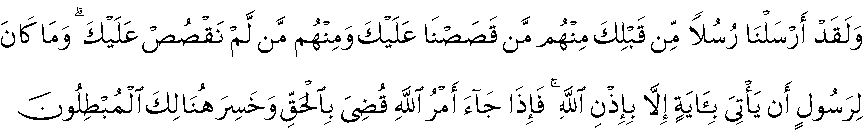 وَلَقَدْ أَرْسَلْنَا رُسُلًا مِّن قَبْلِكَ مِنْهُم مَّن قَصَصْنَا عَلَيْكَ وَمِنْهُم مَّن لَّمْ نَقْصُصْ عَلَيْكَ ۗ وَمَا كَانَ
لِرَسُولٍ أَن يَأْتِىَ بِـَٔايَةٍ إِلَّا بِإِذْنِ ٱللَّهِ ۚ فَإِذَا جَآءَ أَمْرُ ٱللَّهِ قُضِىَ بِٱلْحَقِّ وَخَسِرَ هُنَالِكَ ٱلْمُبْطِلُونَ